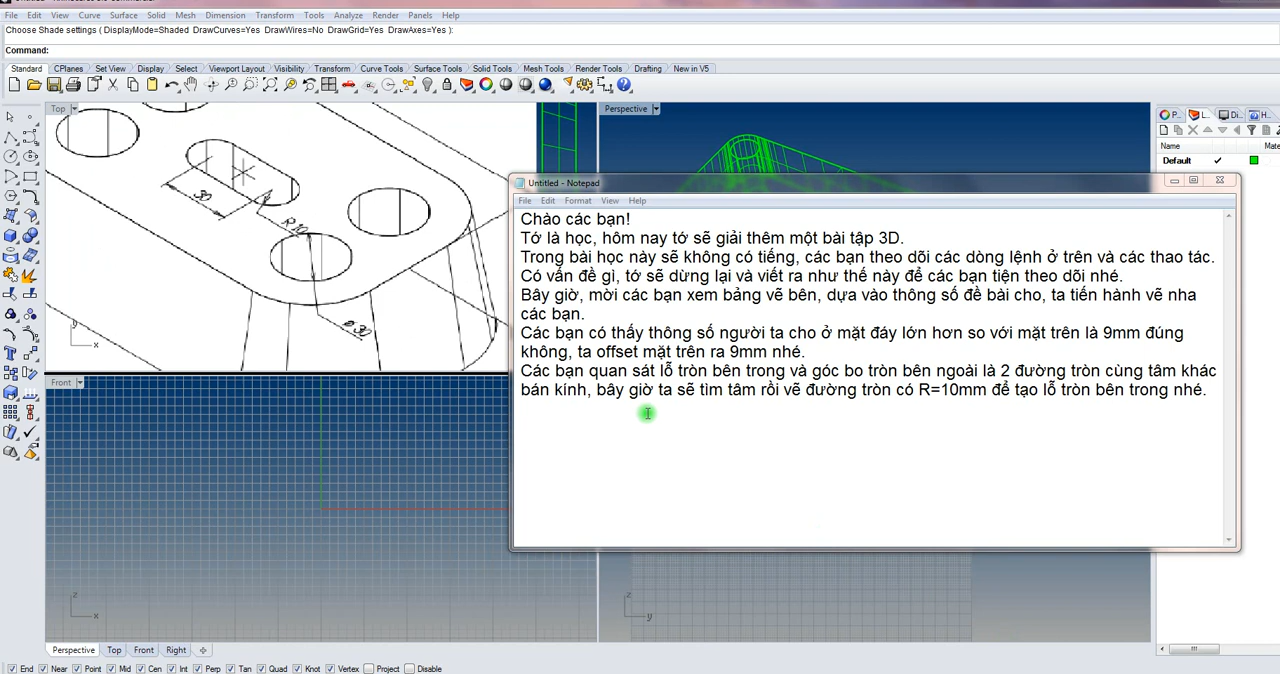 File Edit View Curve Surface Solid Mesh Dimension Transform Tools Analyze Render Panels Help
Choose Shade settings ( DisplayMode=Shaded DrawCurves=Yes DrawWires=No DrawGrid=Yes DrawAxes=Yes ):
Command:
Standard CPlanes Set View Display Select Viewport Layout Visibility Transform Curve Tools Surface Tools Solid Tools Mesh Tools Render Tools Drafting New in V5
Top
Perspective
Name
Default
30
R10
ø30
y
x
Untitled - Notepad
File Edit Format View Help
Chào các bạn!
Tớ là học, hôm nay tớ sẽ giải thêm một bài tập 3D.
Trong bài học này sẽ không có tiếng, các bạn theo dõi các dòng lệnh ở trên và các thao tác.
Có vấn đề gì, tớ sẽ dừng lại và viết ra như thế này để các bạn tiện theo dõi nhé.
Bây giờ, mời các bạn xem bảng vẽ bên, dựa vào thông số đề bài cho, ta tiến hành vẽ nha
các bạn.
Các bạn có thấy thông số người ta cho ở mặt đáy lớn hơn so với mặt trên là 9mm đúng
không, ta offset mặt trên ra 9mm nhé.
Các bạn quan sát lỗ tròn bên trong và góc bo tròn bên ngoài là 2 đường tròn cùng tâm khác
bán kính, bây giờ ta sẽ tìm tâm rồi vẽ đường tròn có R=10mm để tạo lỗ tròn bên trong nhé.
Front
z
x
z
y
Perspective Top Front Right
End Near Point Mid Cen Int Perp Tan Quad Knot Vertex Project Disable